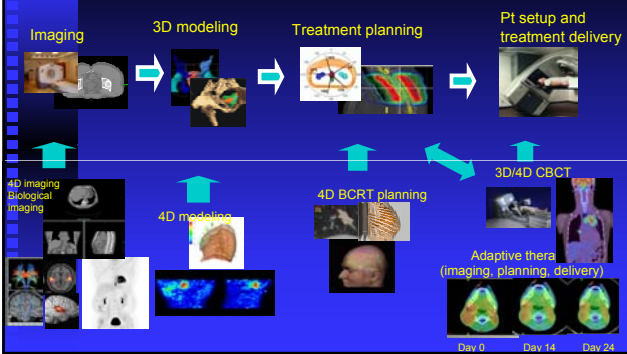 Imaging
3D modeling
Treatment planning
Pt setup and
treatment delivery
4D imaging
Biological
imaging
4D modeling
4D BCRT planning
3D/4D CBCT
Adaptive thera
(imaging, planning, delivery)
Day 0
Day 14
Day 24